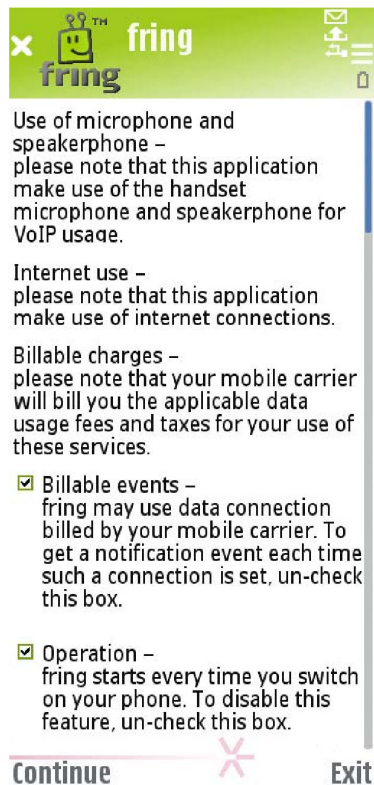 TM
fring
fring
Use of microphone and
speakerphone –
please note that this application
make use of the handset
microphone and speakerphone for
VoIP usage.
Internet use –
please note that this application
make use of internet connections.
Billable charges –
please note that your mobile carrier
will bill you the applicable data
usage fees and taxes for your use of
these services.
Billable events –
fring may use data connection
billed by your mobile carrier. To
get a notification event each time
such a connection is set, un-check
this box.
Operation –
fring starts every time you switch
on your phone. To disable this
feature, un-check this box.
Continue Exit